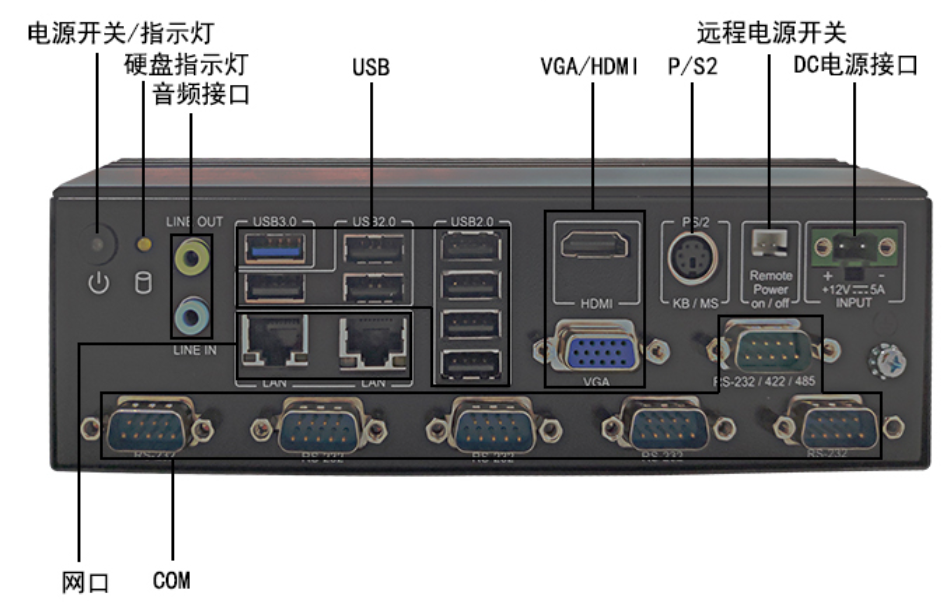 电源开关/指示灯
硬盘指示灯
音频接口
USB
VGA/HDMI
P/S2
远程电源开关
DC电源接口
LINE OUT
USB3.0
USB2.0
USB2.0
PS/2
HDMI
KB / MS
Remote
Power
on / off
+ -
+12V⎓5A
INPUT
LINE IN
LAN
LAN
VGA
RS-232 / 422 / 485
RS-232
RS-232
RS-232
RS-232
RS-232
网口
COM